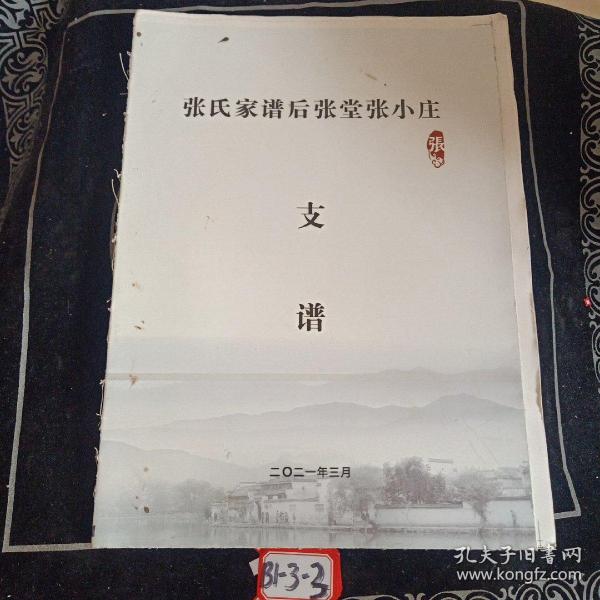 张氏家谱后张堂张小庄
張
支
谱
二〇二一年三月
31-3-3
孔夫子旧书网
www.kongfz.com